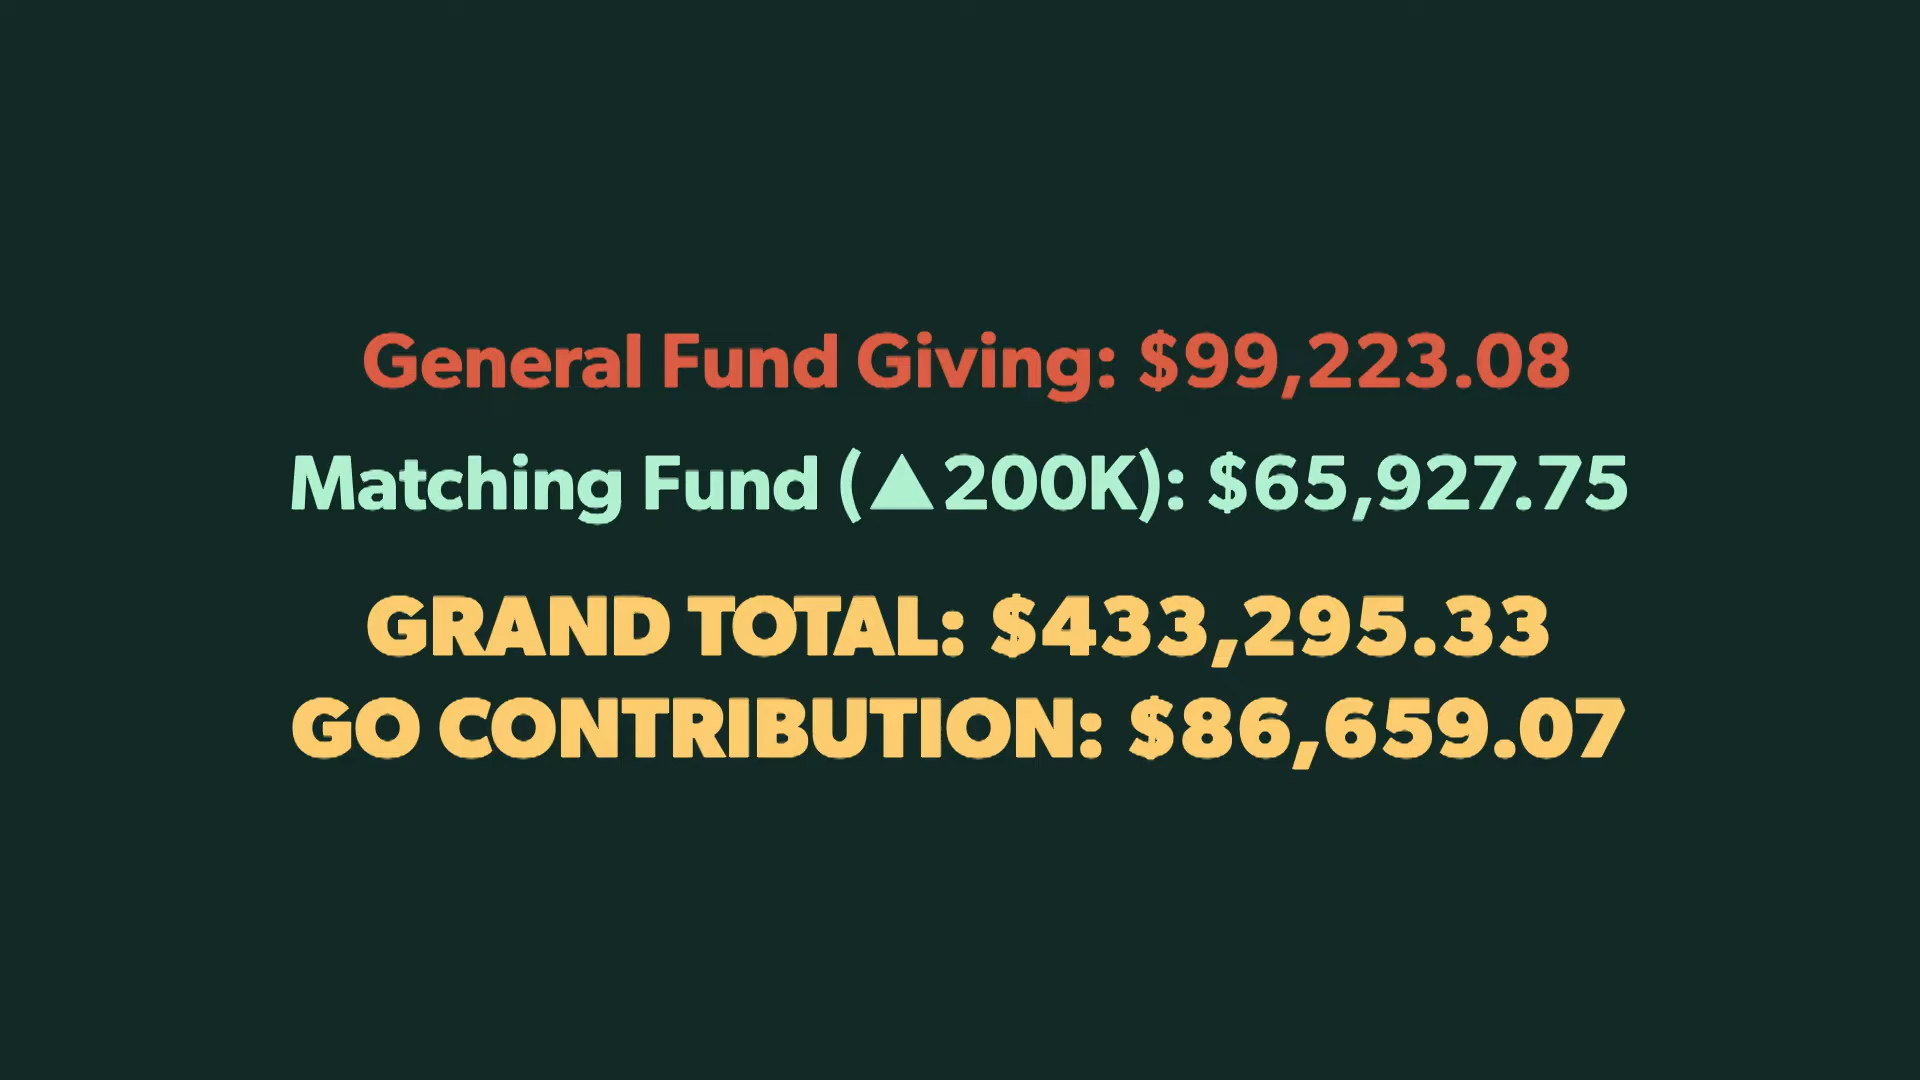 General Fund Giving: $99,223.08
Matching Fund (▲200K): $65,927.75
GRAND TOTAL: $433,295.33
GO CONTRIBUTION: $86,659.07